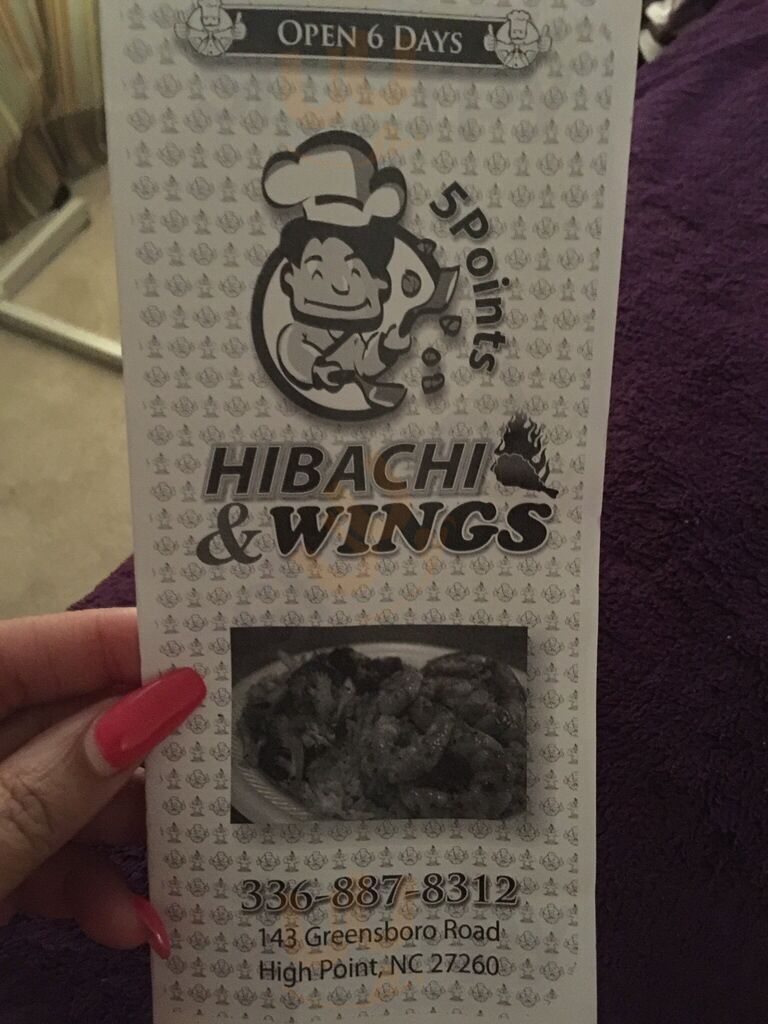 OPEN 6 DAYS
5Points
HIBACHI
& WINGS
336-887-8312
143 Greensboro Road
High Point, NC 27260